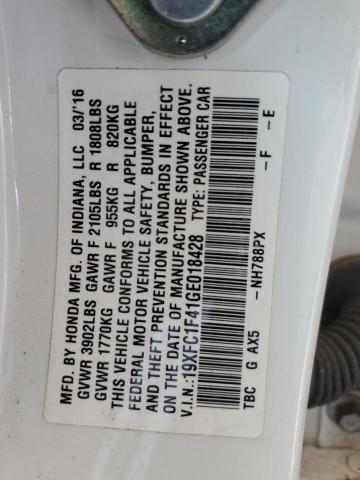 MFD. BY HONDA MFG. OF INDIANA, LLC 03/'16
GVWR 3902LBS GAWR F 2105LBS R 1808LBS
GVWR 1770KG GAWR F 955KG R 820KG
THIS VEHICLE CONFORMS TO ALL APPLICABLE
FEDERAL MOTOR VEHICLE SAFETY, BUMPER,
AND THEFT PREVENTION STANDARDS IN EFFECT
ON THE DATE OF MANUFACTURE SHOWN ABOVE.
V.I.N.: 19XFC1F41GE018428 TYPE: PASSENGER CAR
TBC G AX5 -NH788PX -F -E